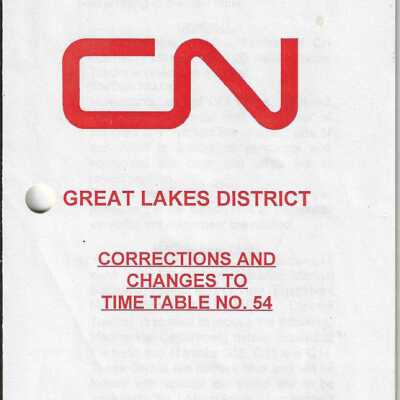 CN
GREAT LAKES DISTRICT
CORRECTIONS AND
CHANGES TO
TIME TABLE NO. 54